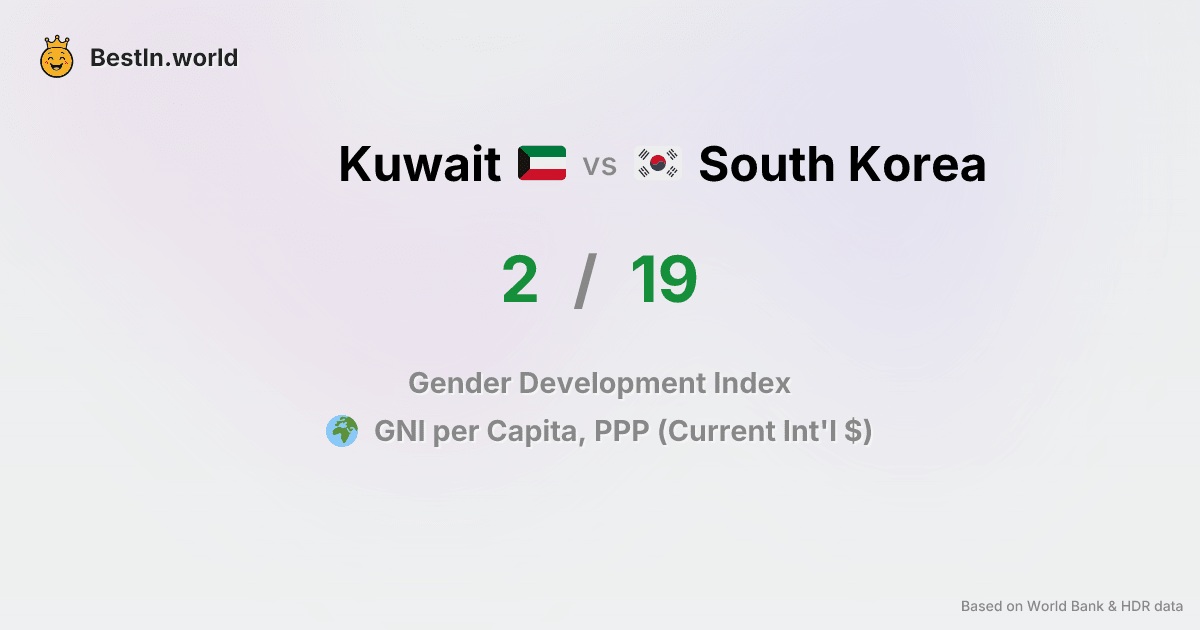 BestIn.world
Kuwait vs South Korea
2 / 19
Gender Development Index
GNI per Capita, PPP (Current Int'l $)
Based on World Bank & HDR data